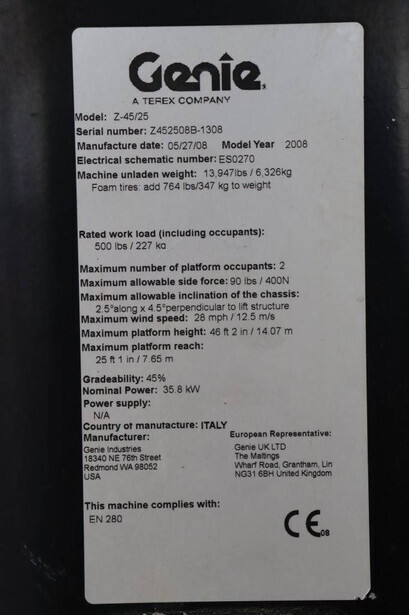 Genie
A TEREX COMPANY
Model: Z-45/25
Serial number: Z452508B-1308
Manufacture date: 05/27/08 Model Year 2008
Electrical schematic number: ES0270
Machine unladen weight: 13,947lbs / 6,326kg
Foam tires: add 764 lbs/347 kg to weight
Rated work load (including occupants):
500 lbs / 227 kg
Maximum number of platform occupants: 2
Maximum allowable side force: 90 lbs / 400N
Maximum allowable inclination of the chassis:
2.5°along x 4.5°perpendicular to lift structure
Maximum wind speed: 28 mph / 12.5 m/s
Maximum platform height: 46 ft 2 in / 14.07 m
Maximum platform reach:
25 ft 1 in / 7.65 m
Gradeability: 45%
Nominal Power: 35.8 kW
Power supply:
N/A
Country of manufacture: ITALY
Manufacturer:
Genie Industries
18340 NE 76th Street
Redmond WA 98052
USA
European Representative:
Genie UK LTD
The Maltings
Wharf Road, Grantham, Lin
NG31 6BH United Kingdom
This machine complies with:
EN 280
CE 08